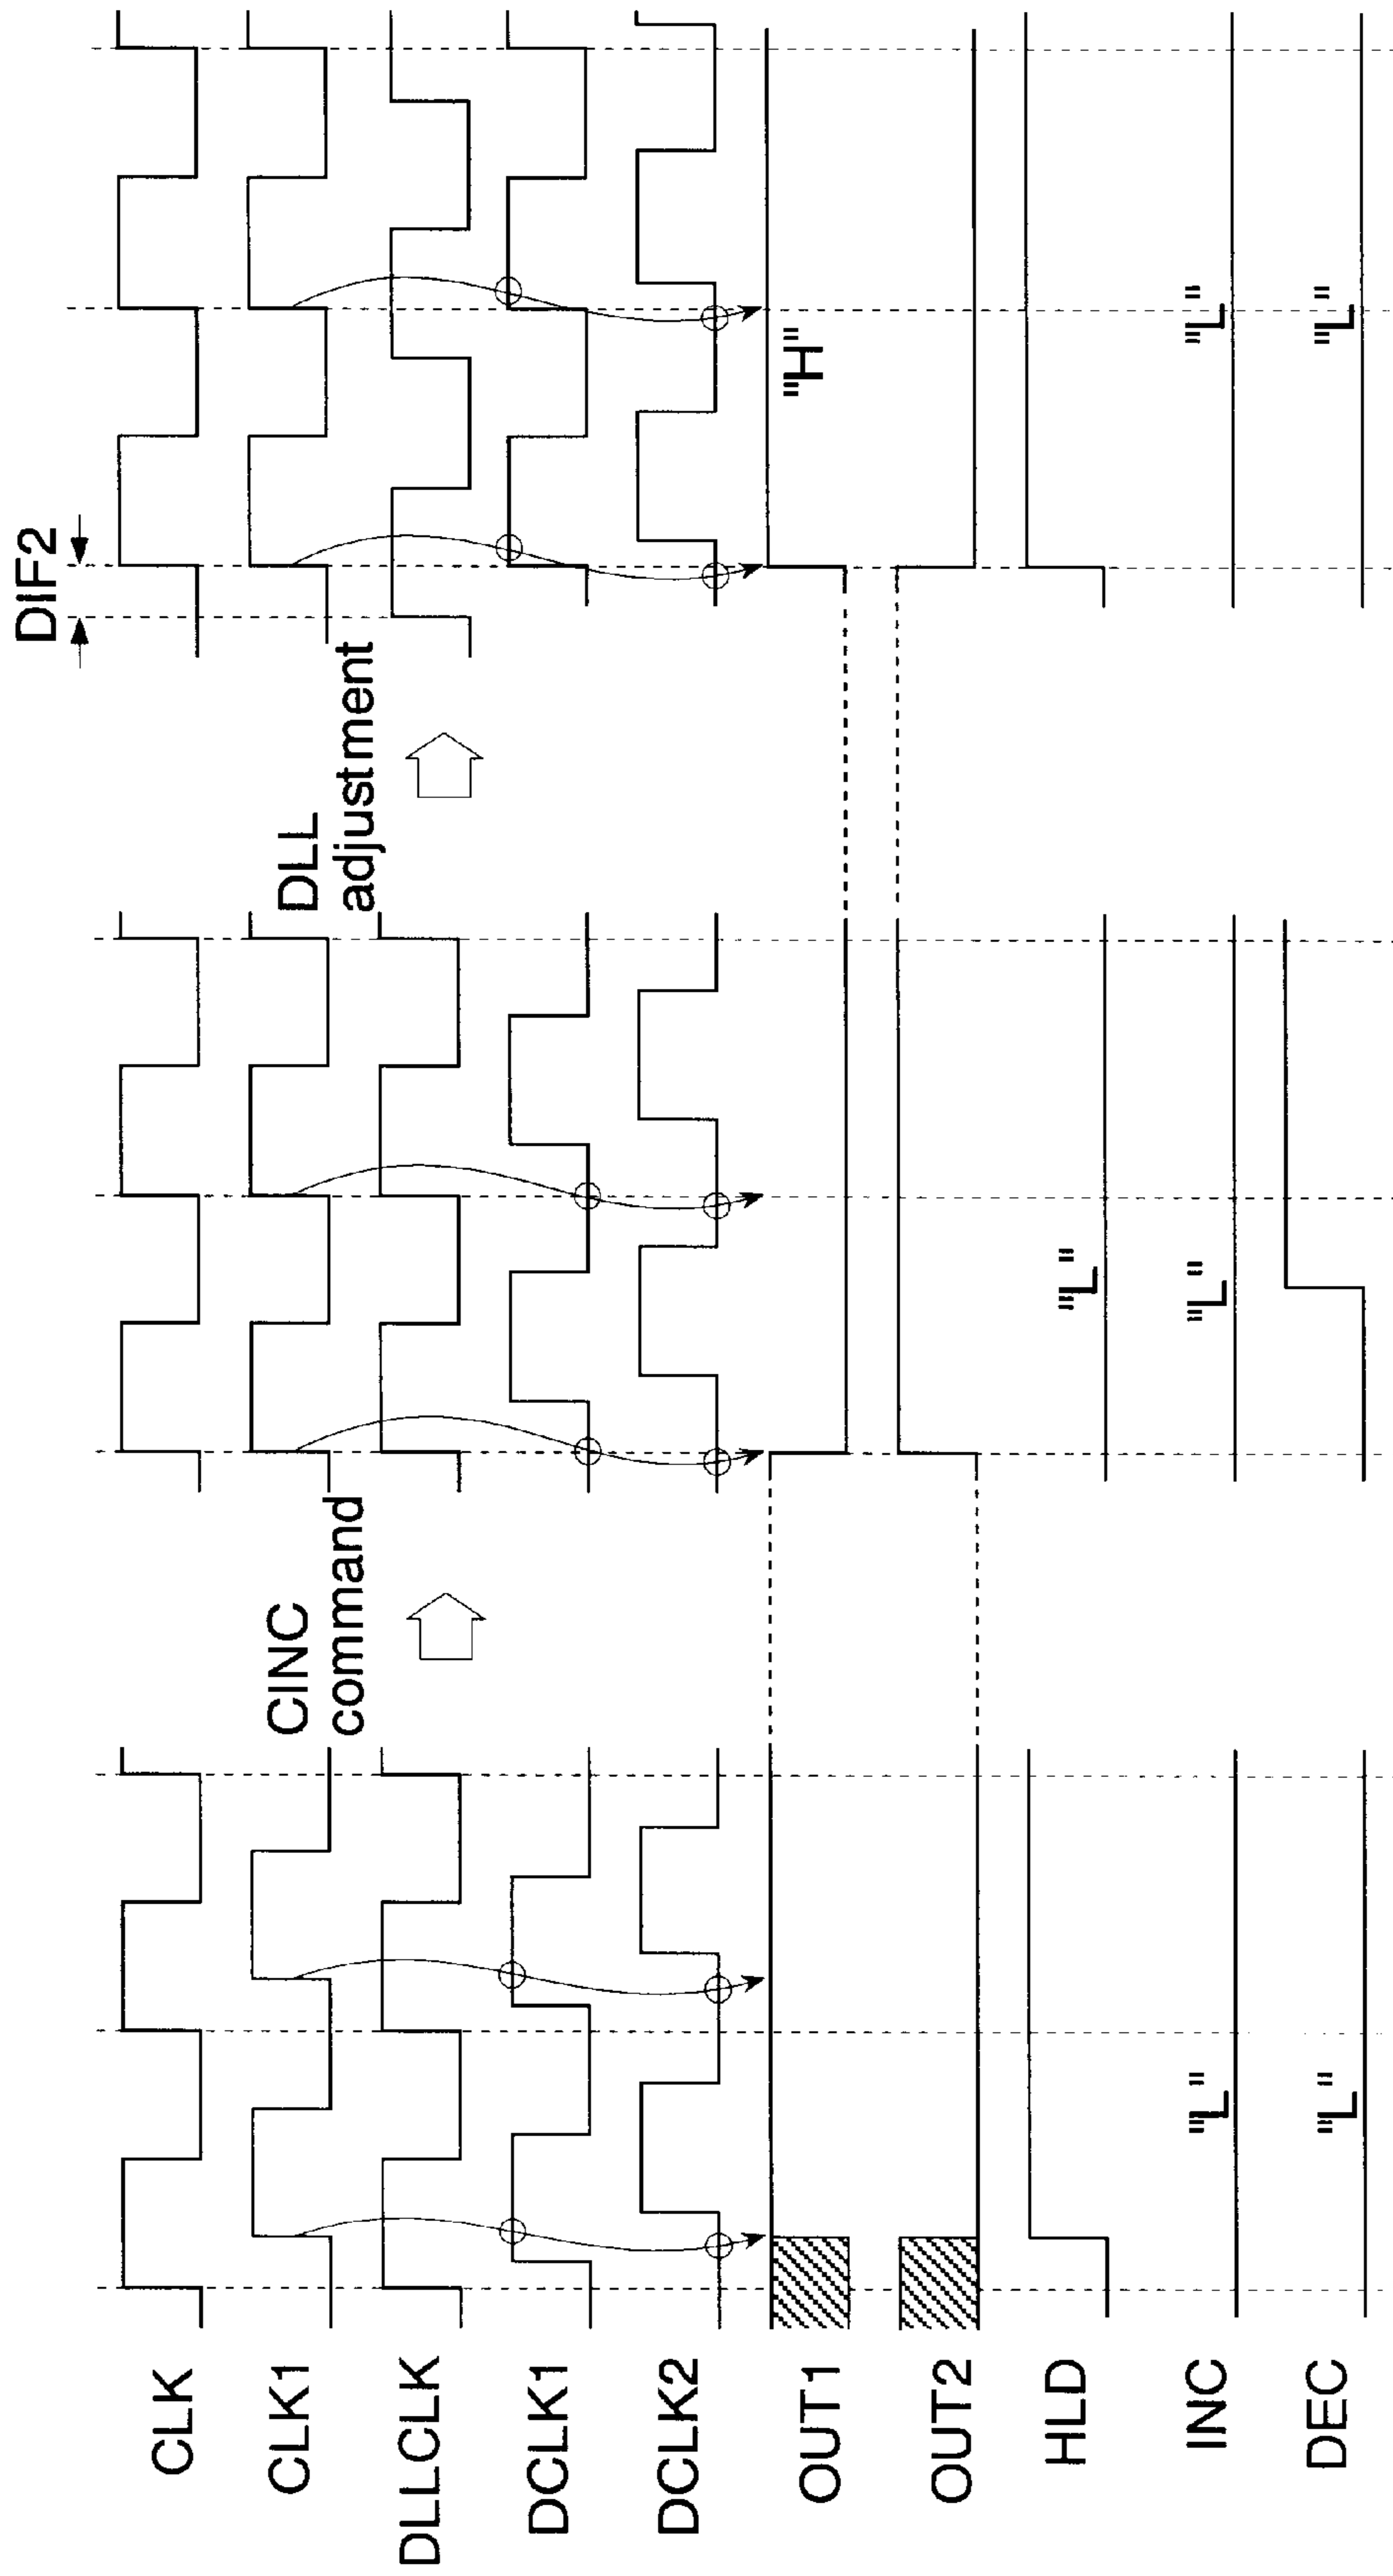 DIF2
CINC
command
DLL
adjustment
CLK
CLK1
DLLCLK
DCLK1
DCLK2
OUT1
"H"
OUT2
HLD
"L"
INC
"L"
"L"
"L"
DEC
"L"
"L"